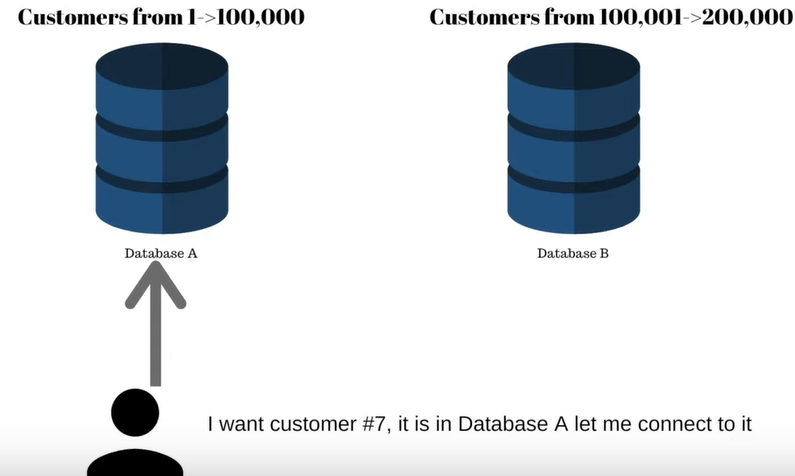 Customers from 1->100,000
Customers from 100,001->200,000
Database A
Database B
I want customer #7, it is in Database A let me connect to it